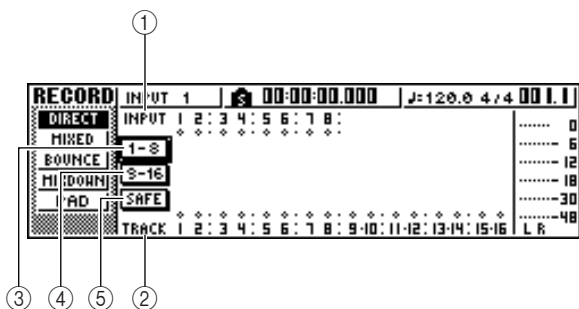 ①
RECORD INPUT 1 S 00:00:00.000 ♩=120.0 4/4 001.1
DIRECT INPUT 1 2 3 4 5 6 7 8 0
MIXED 1-8 6
BOUNCE 12
MIXDOWN 9-16 18
PAD SAFE 30
48
TRACK 1 2 3 4 5 6 7 8 9·10 11·12 13·14 15·16 L R
③ ④ ⑤ ②